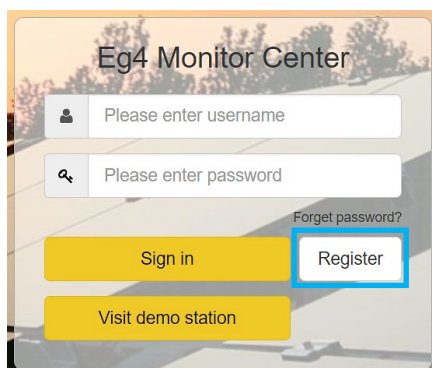 Eg4 Monitor Center
Please enter username
Please enter password
Forget password?
Sign in
Register
Visit demo station